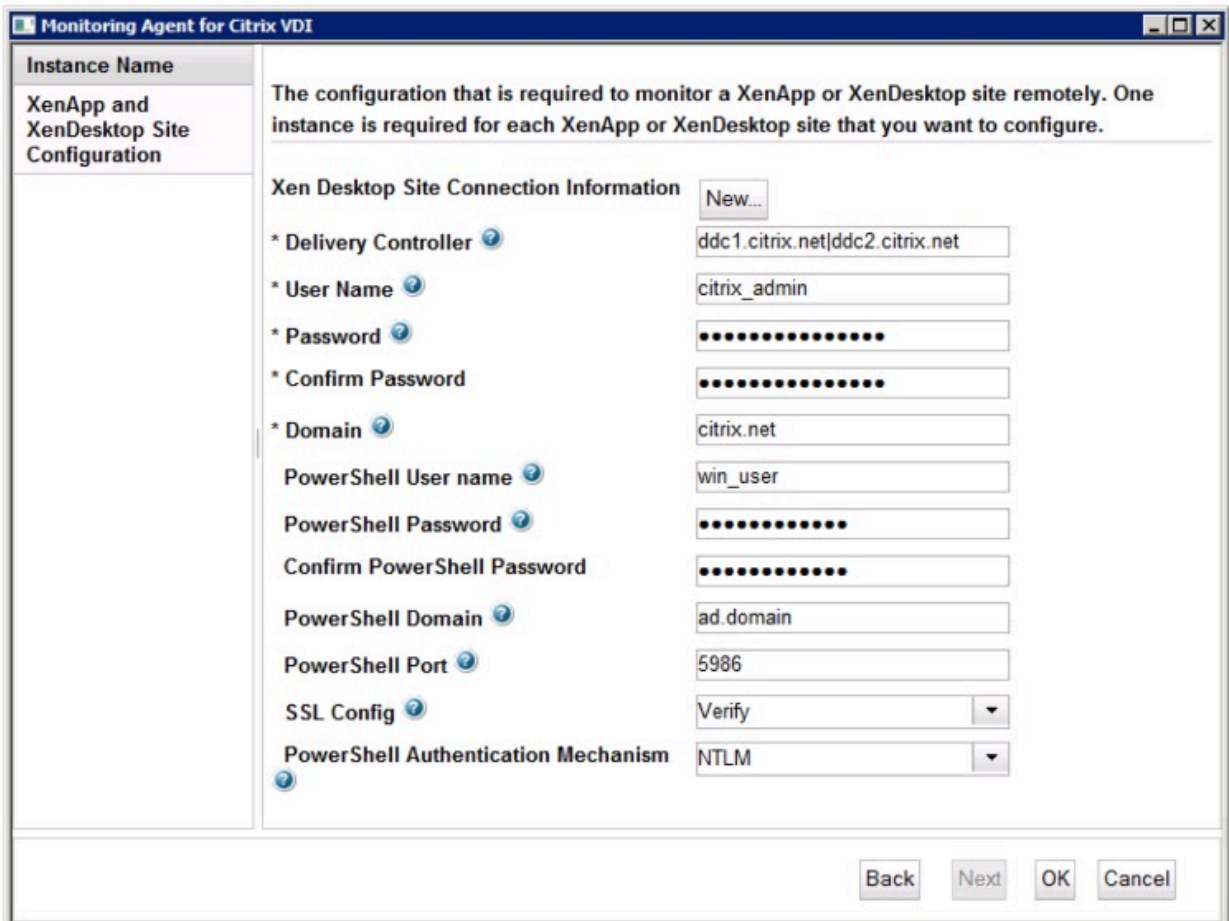 Monitoring Agent for Citrix VDI
Instance Name
XenApp and
XenDesktop Site
Configuration
The configuration that is required to monitor a XenApp or XenDesktop site remotely. One
instance is required for each XenApp or XenDesktop site that you want to configure.
Xen Desktop Site Connection Information New...
* Delivery Controller ? ddc1.citrix.net|ddc2.citrix.net
* User Name ? citrix_admin
* Password ? •••••••••••••••
* Confirm Password •••••••••••••••
* Domain ? citrix.net
PowerShell User name ? win_user
PowerShell Password ? ••••••••••••
Confirm PowerShell Password ••••••••••••
PowerShell Domain ? ad.domain
PowerShell Port ? 5986
SSL Config ? Verify
PowerShell Authentication Mechanism NTLM
?
Back Next OK Cancel